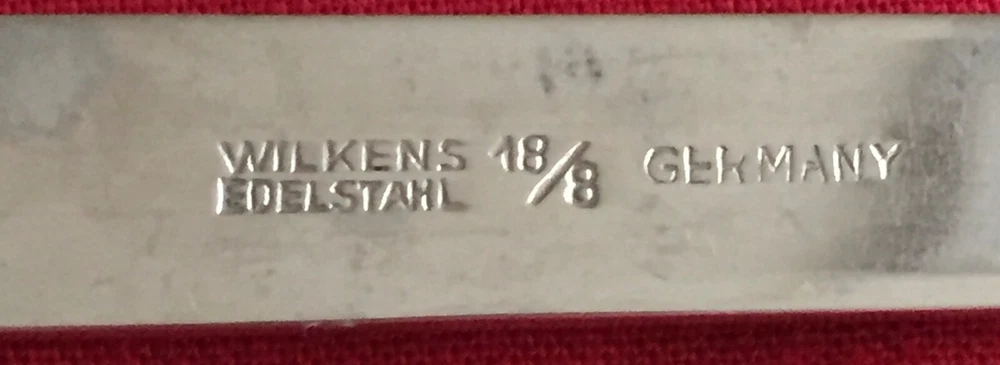 WILKENS 18/8 GERMANY
EDELSTAHL